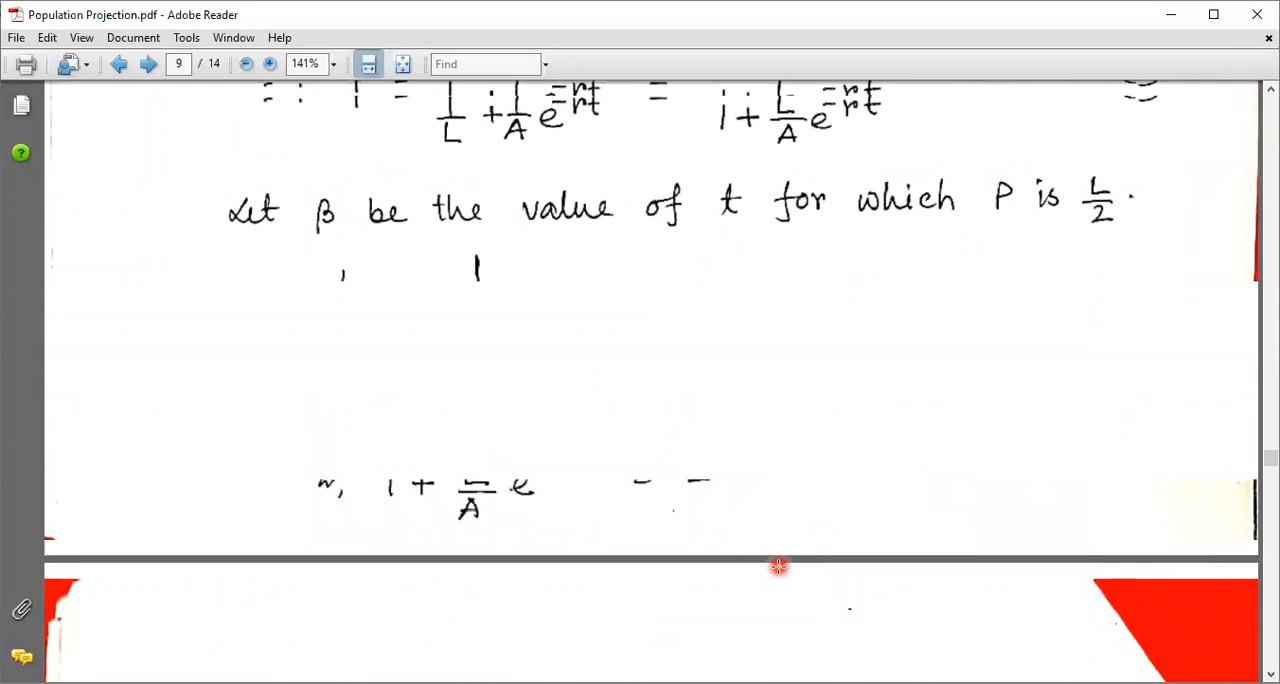 Population Projection.pdf - Adobe Reader
File Edit View Document Tools Window Help
9 / 14 141% Find
1/L + 1/A e^-rt = 1 + L/A e^-rt
Let β be the value of t for which P is L/2.
1 +
A e